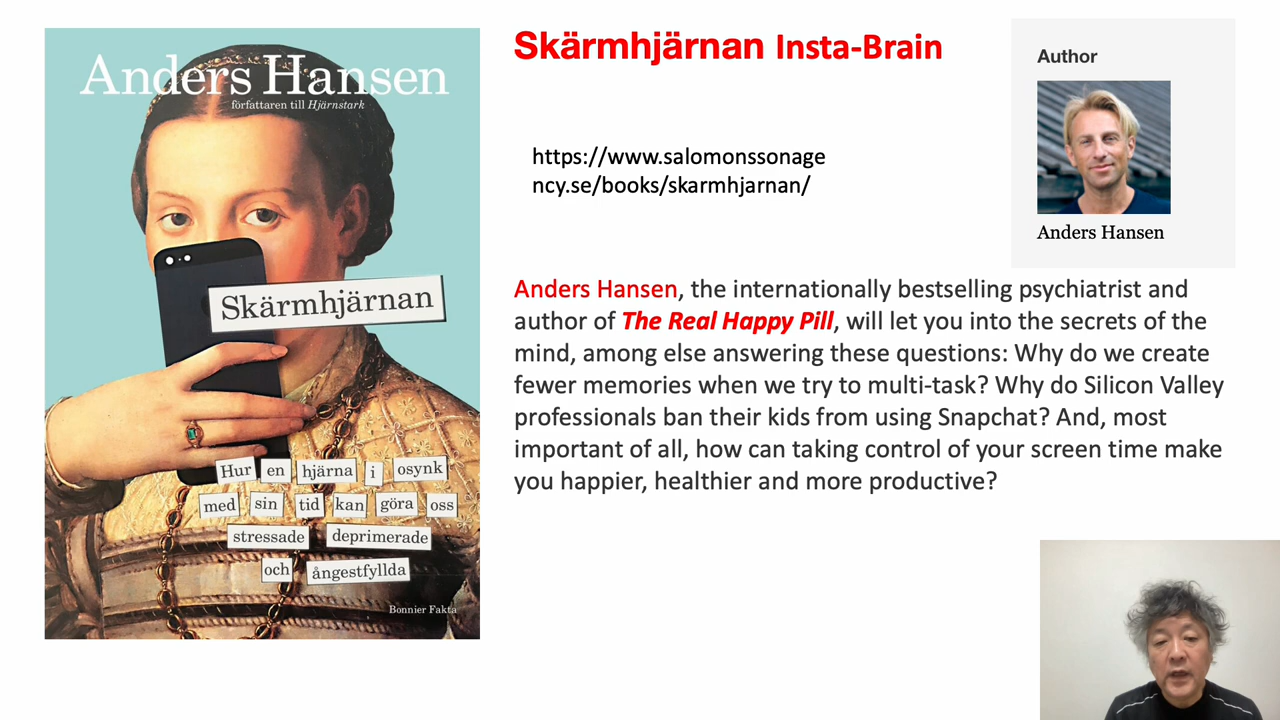 Anders Hansen
författaren till Hjärnstark
Skärmhjärnan
Hur en hjärna i osynk
med sin tid kan göra oss
stressade deprimerade
och ångestfyllda
Bonnier Fakta
Skärmhjärnan Insta-Brain
https://www.salomonssonage
ncy.se/books/skarmhjarnan/
Author
Anders Hansen
Anders Hansen, the internationally bestselling psychiatrist and
author of The Real Happy Pill, will let you into the secrets of the
mind, among else answering these questions: Why do we create
fewer memories when we try to multi-task? Why do Silicon Valley
professionals ban their kids from using Snapchat? And, most
important of all, how can taking control of your screen time make
you happier, healthier and more productive?